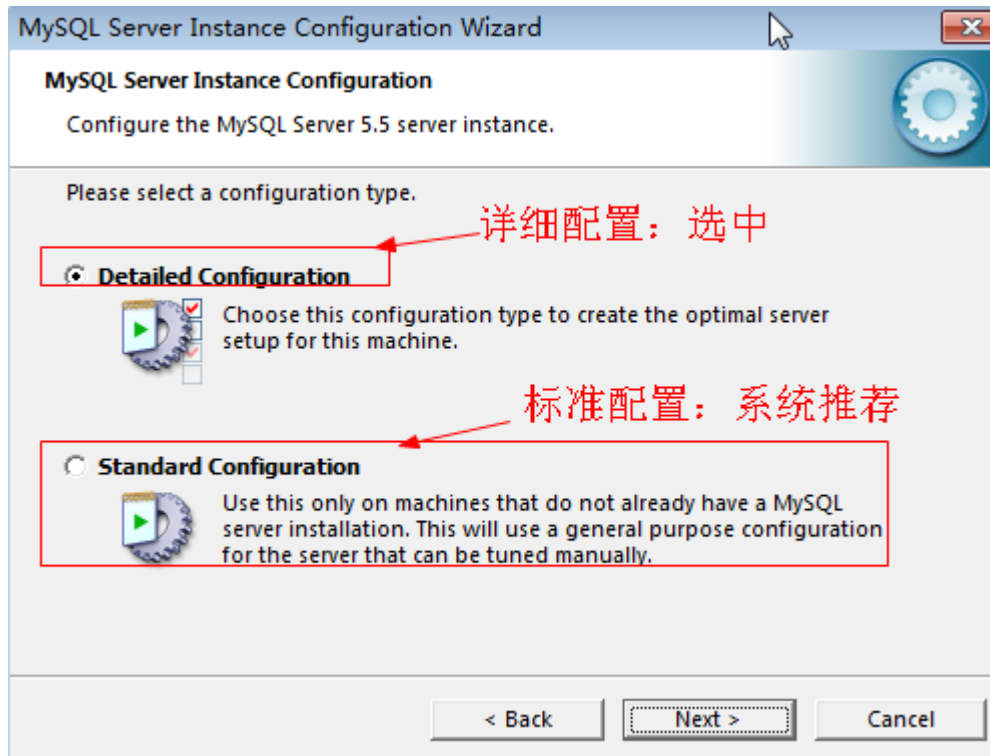 MySQL Server Instance Configuration Wizard
MySQL Server Instance Configuration
Configure the MySQL Server 5.5 server instance.
Please select a configuration type.
详细配置：选中
Detailed Configuration
Choose this configuration type to create the optimal server
setup for this machine.
标准配置：系统推荐
Standard Configuration
Use this only on machines that do not already have a MySQL
server installation. This will use a general purpose configuration
for the server that can be tuned manually.
< Back
Next >
Cancel